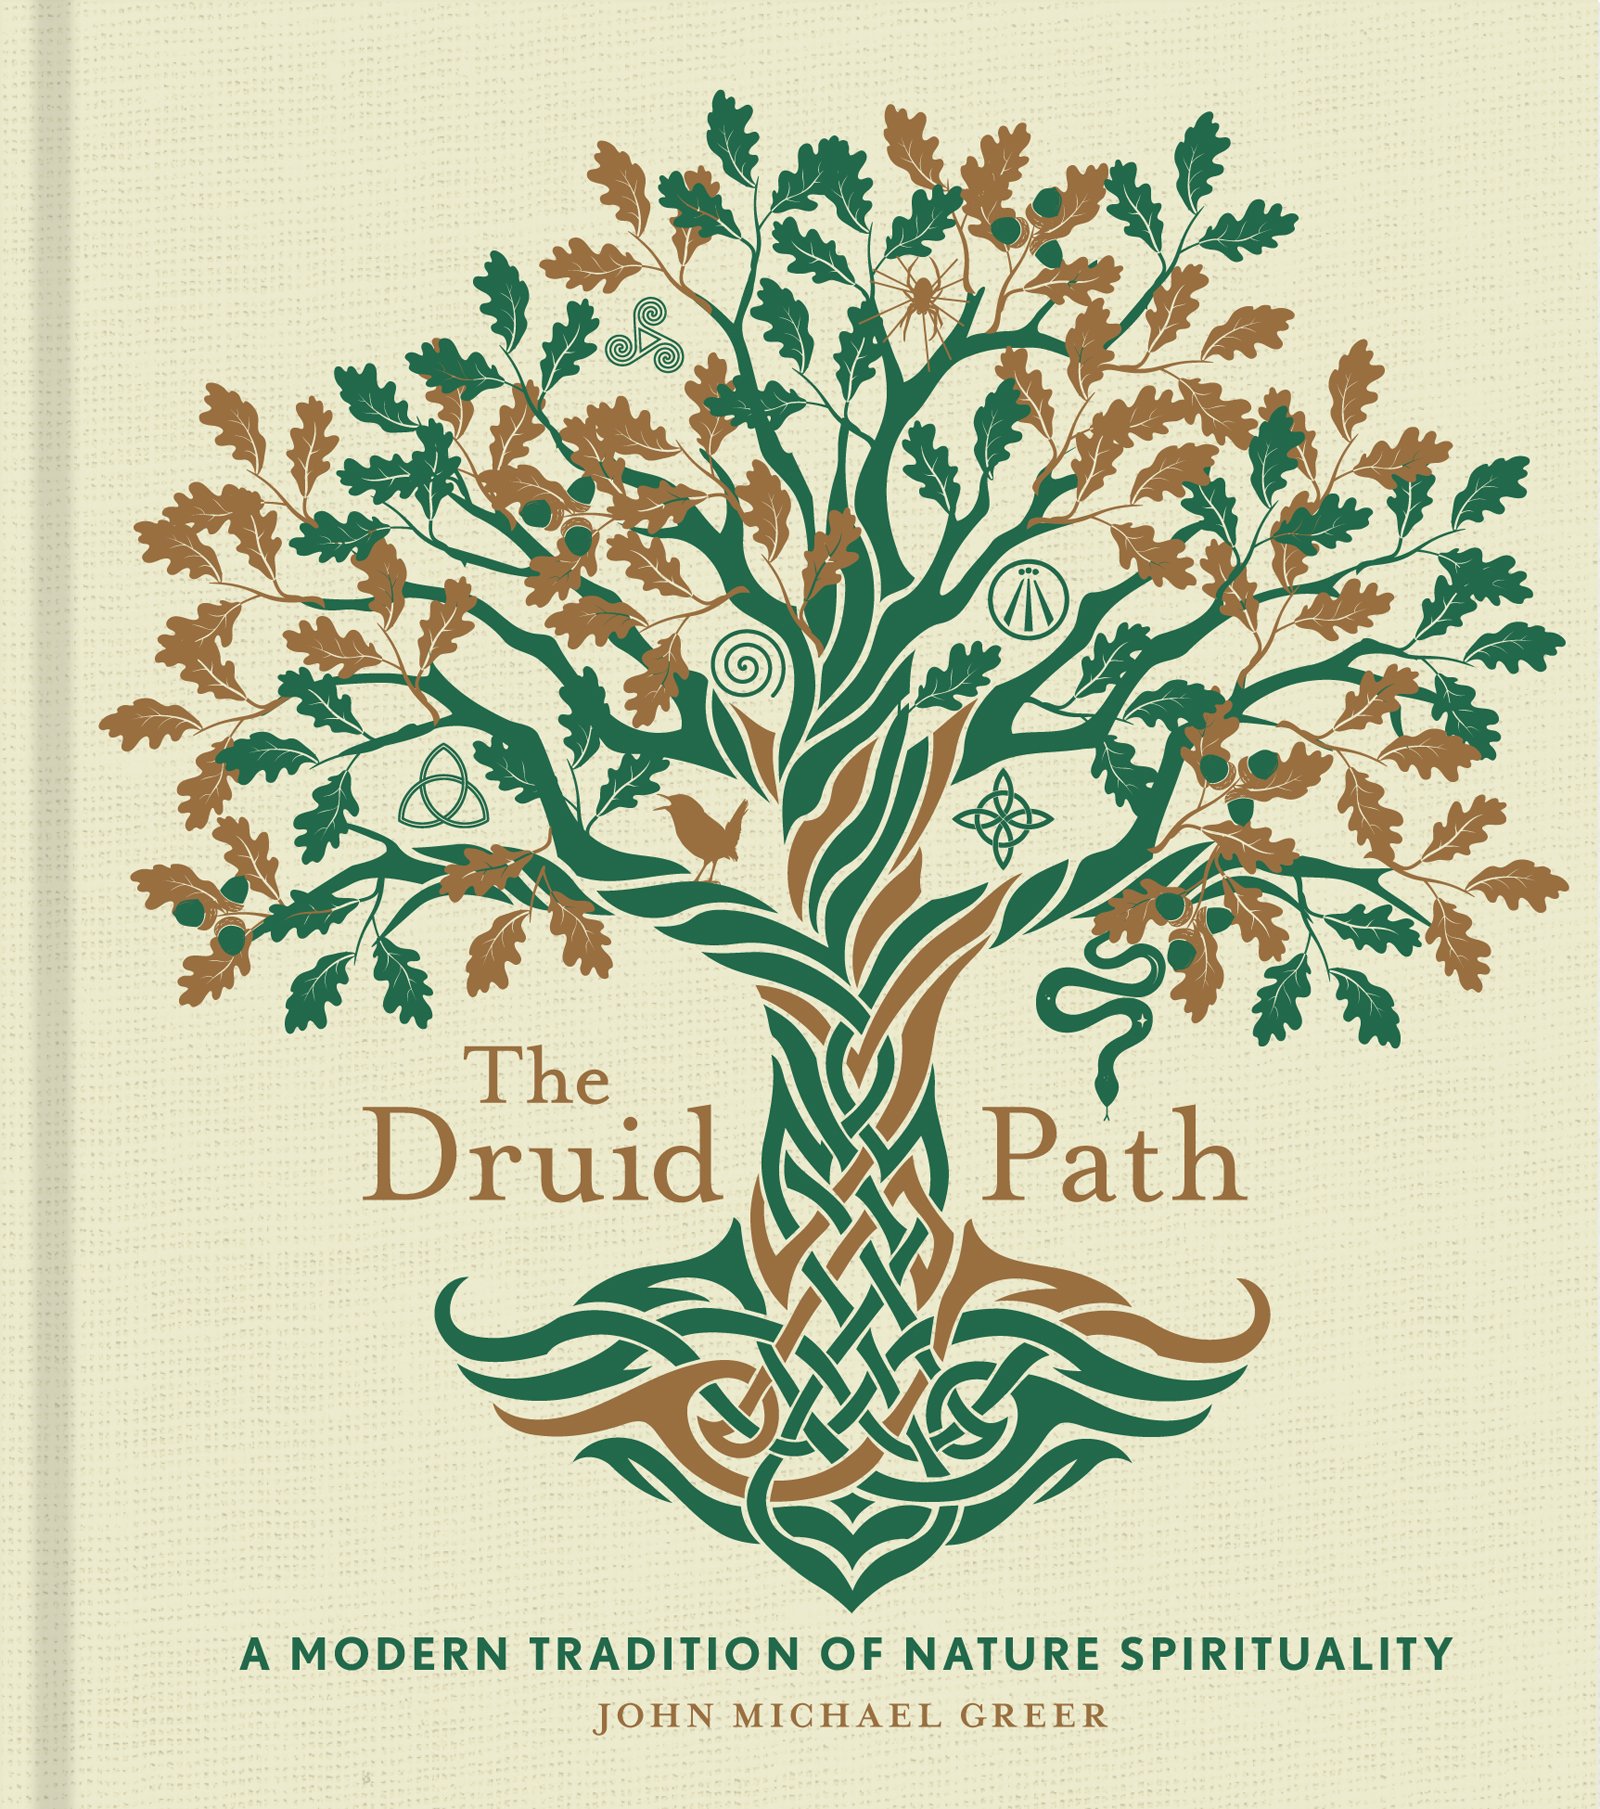 The
Druid Path
A MODERN TRADITION OF NATURE SPIRITUALITY
JOHN MICHAEL GREER